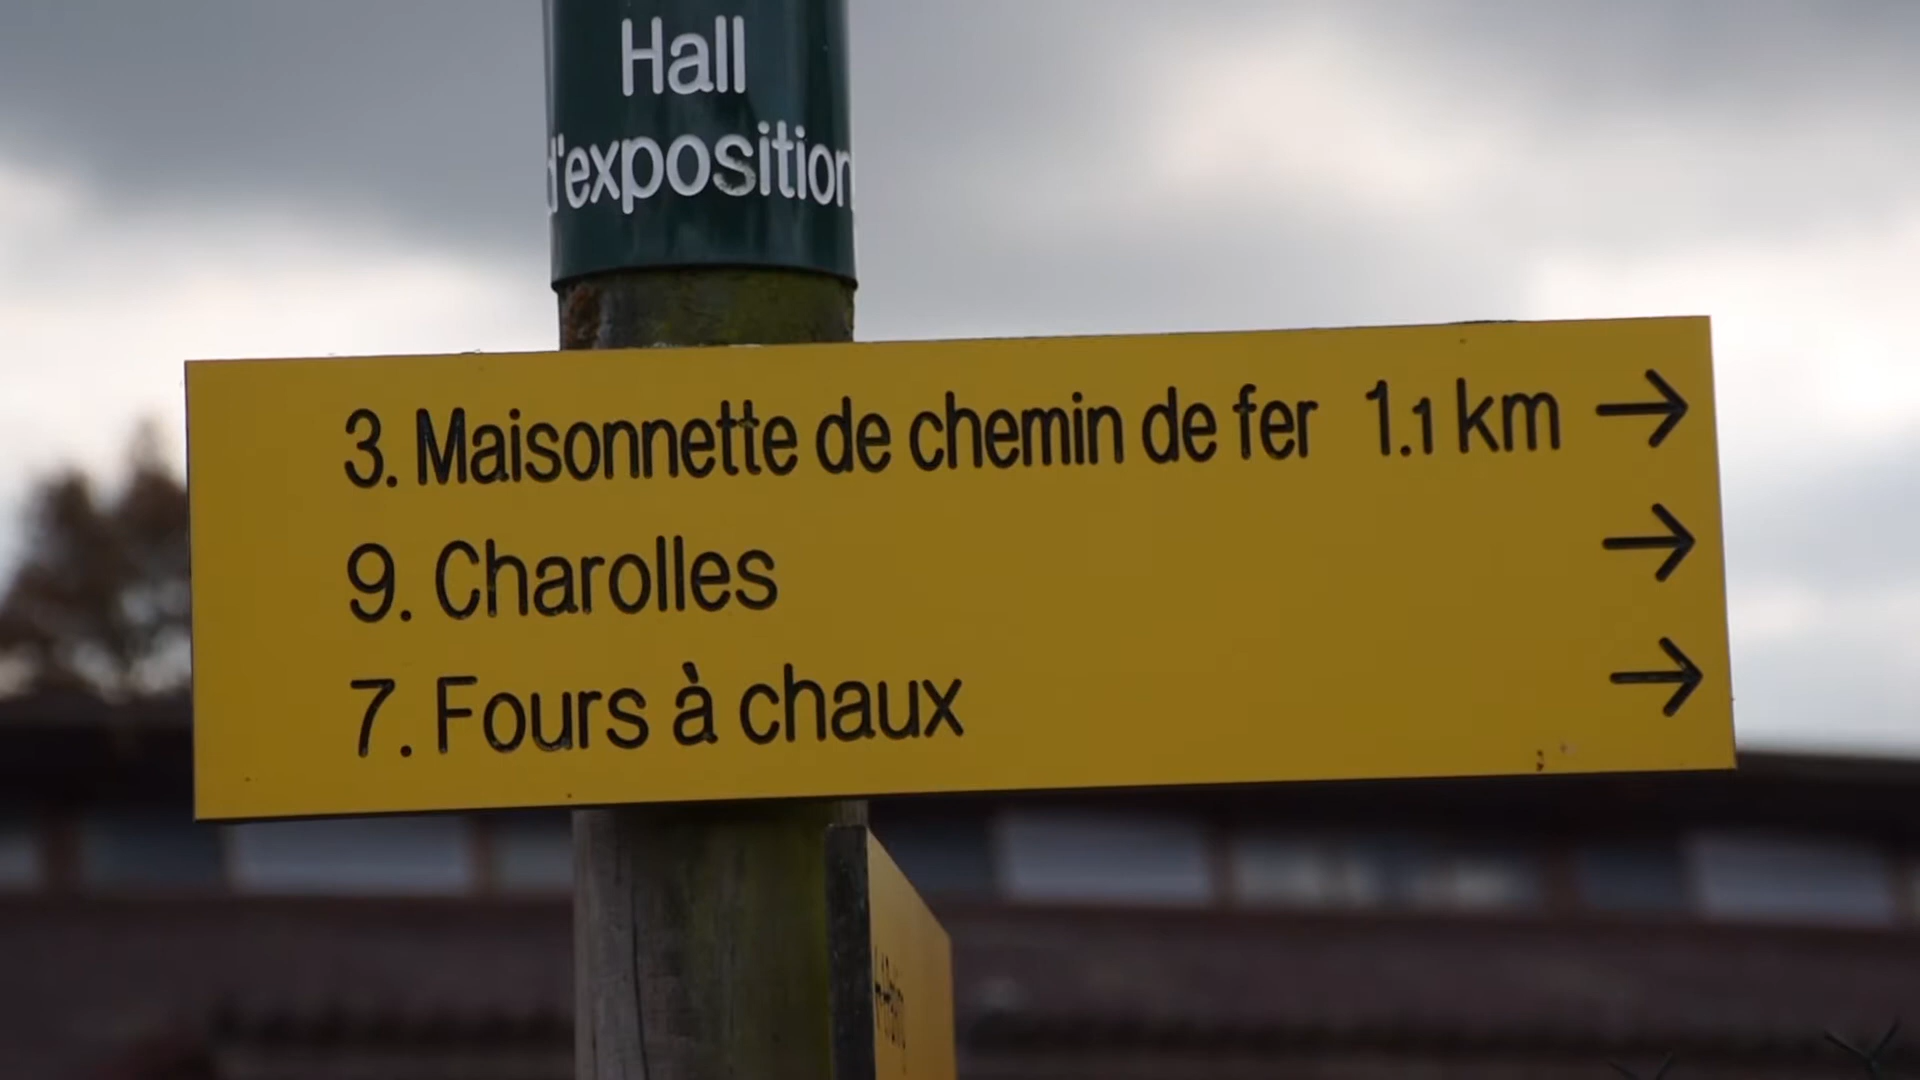 Hall
d'exposition
3. Maisonnette de chemin de fer 1.1 km →
9. Charolles →
7. Fours à chaux →